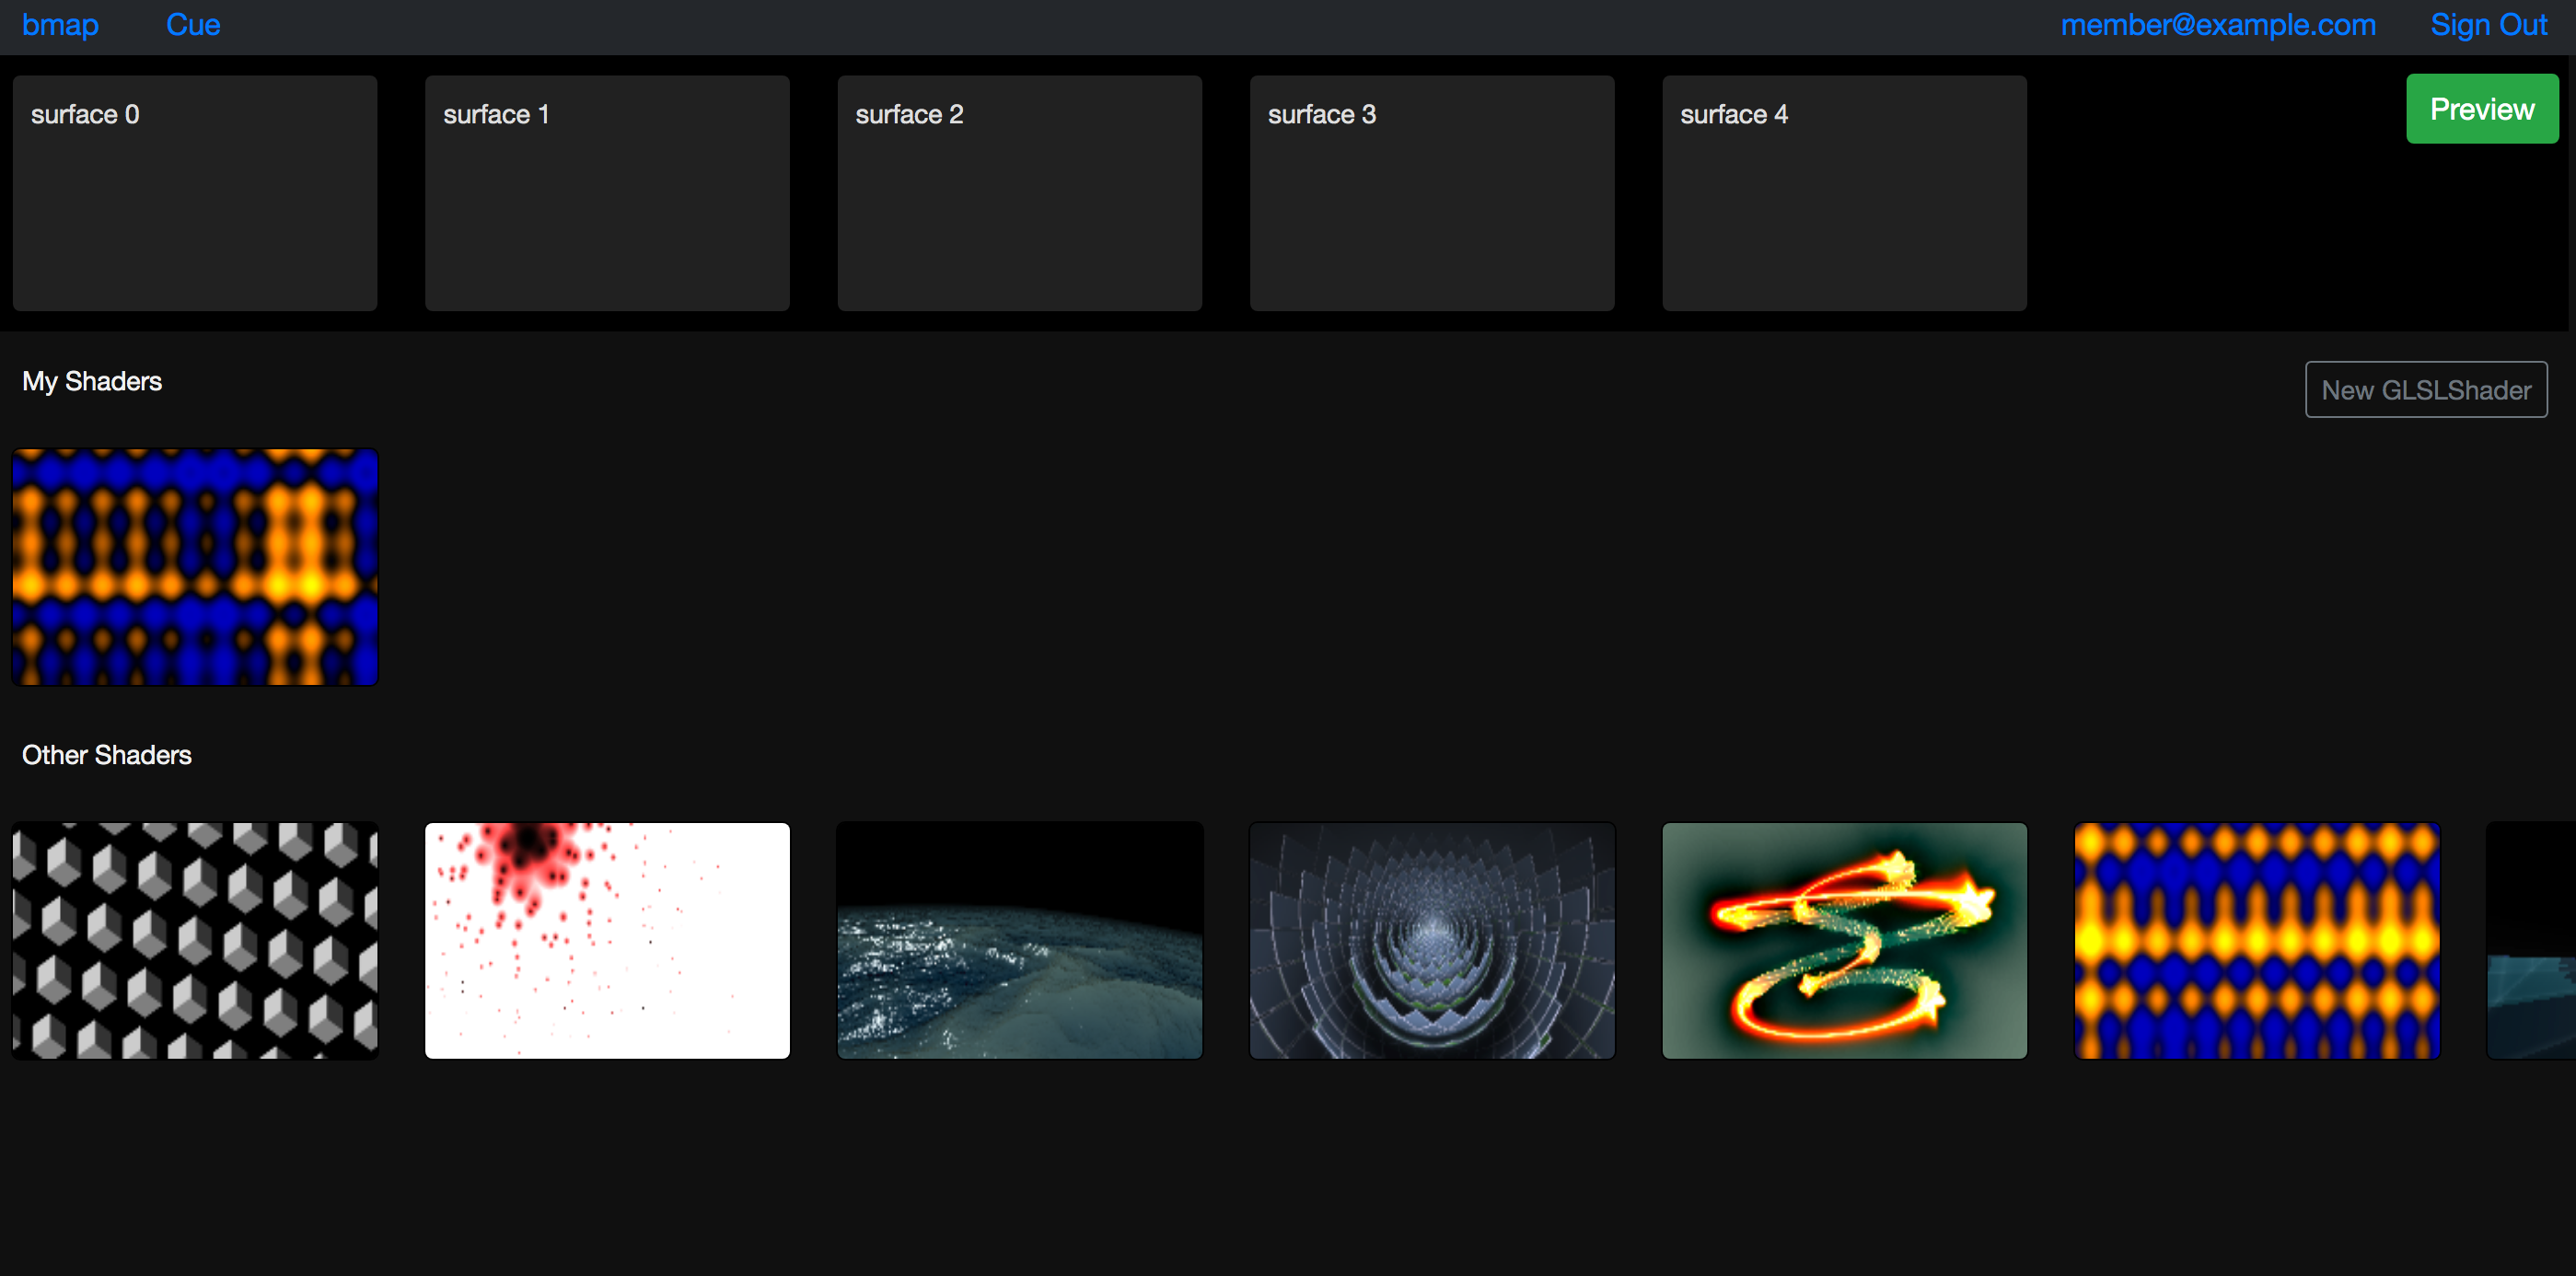 bmap Cue member@example.com Sign Out
surface 0 surface 1 surface 2 surface 3 surface 4 Preview
My Shaders New GLSLShader
Other Shaders